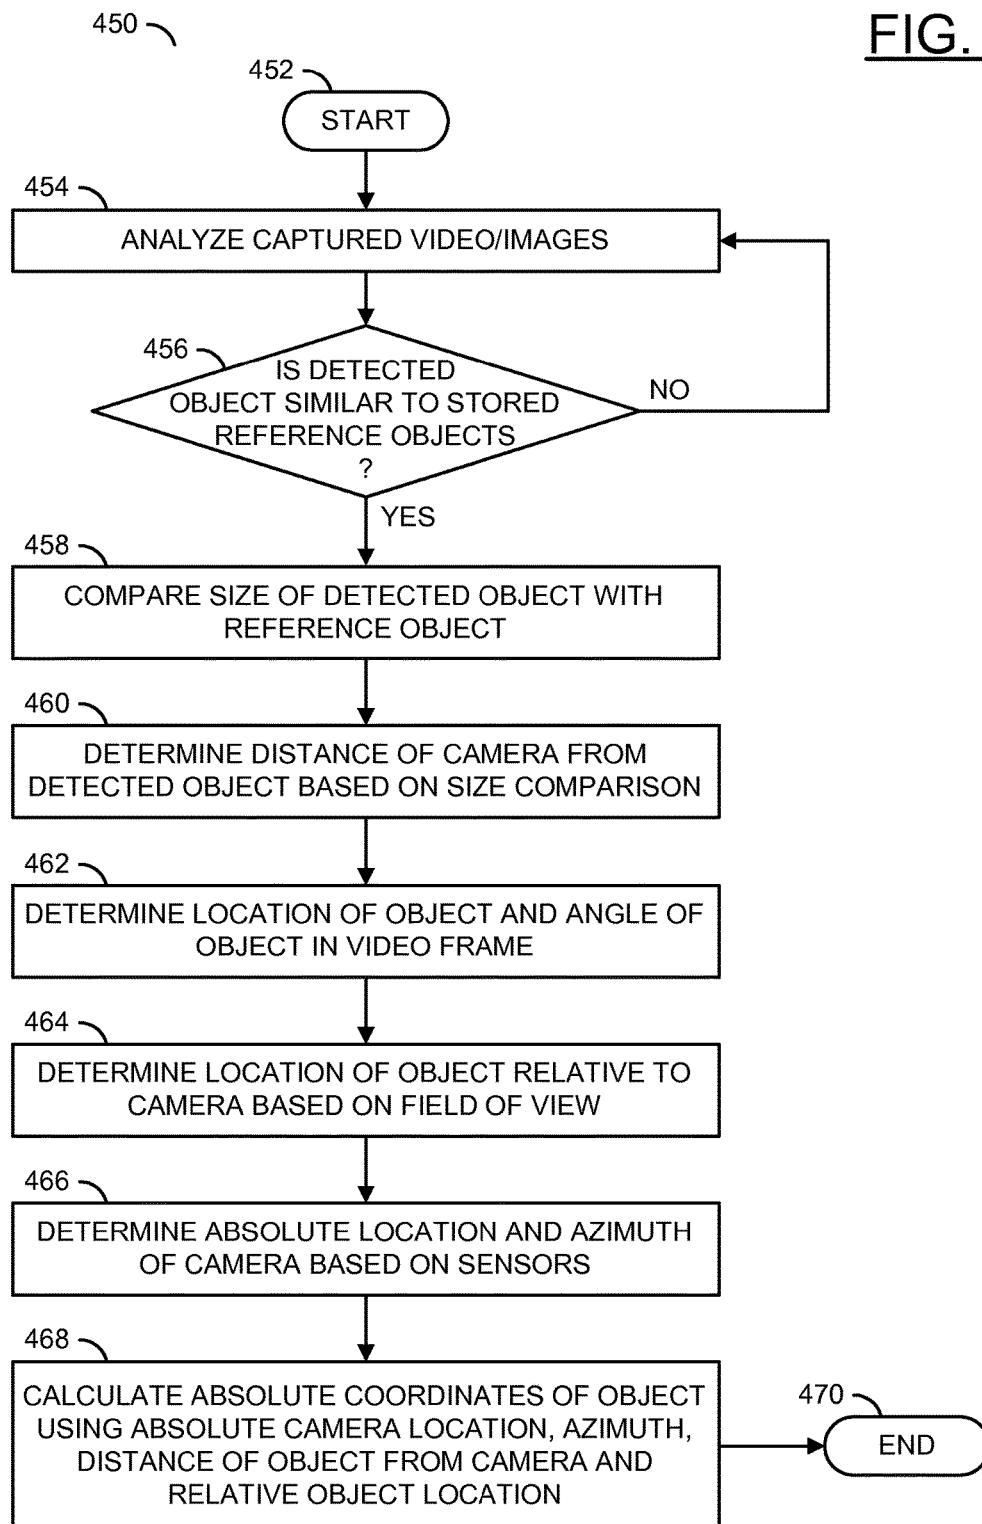 450
FIG.
452
START
454
ANALYZE CAPTURED VIDEO/IMAGES
456
IS DETECTED
OBJECT SIMILAR TO STORED
REFERENCE OBJECTS
?
NO
YES
458
COMPARE SIZE OF DETECTED OBJECT WITH
REFERENCE OBJECT
460
DETERMINE DISTANCE OF CAMERA FROM
DETECTED OBJECT BASED ON SIZE COMPARISON
462
DETERMINE LOCATION OF OBJECT AND ANGLE OF
OBJECT IN VIDEO FRAME
464
DETERMINE LOCATION OF OBJECT RELATIVE TO
CAMERA BASED ON FIELD OF VIEW
466
DETERMINE ABSOLUTE LOCATION AND AZIMUTH
OF CAMERA BASED ON SENSORS
468
CALCULATE ABSOLUTE COORDINATES OF OBJECT
USING ABSOLUTE CAMERA LOCATION, AZIMUTH,
DISTANCE OF OBJECT FROM CAMERA AND
RELATIVE OBJECT LOCATION
470
END